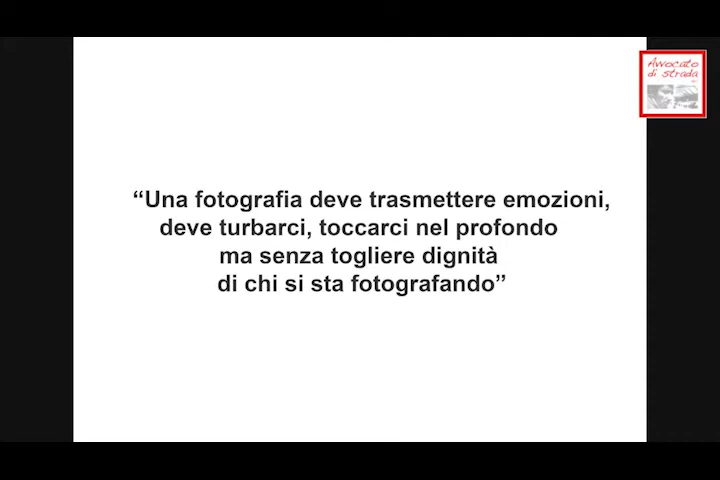 Avvocato
di strada
“Una fotografia deve trasmettere emozioni,
deve turbarci, toccarci nel profondo
ma senza togliere dignità
di chi si sta fotografando”